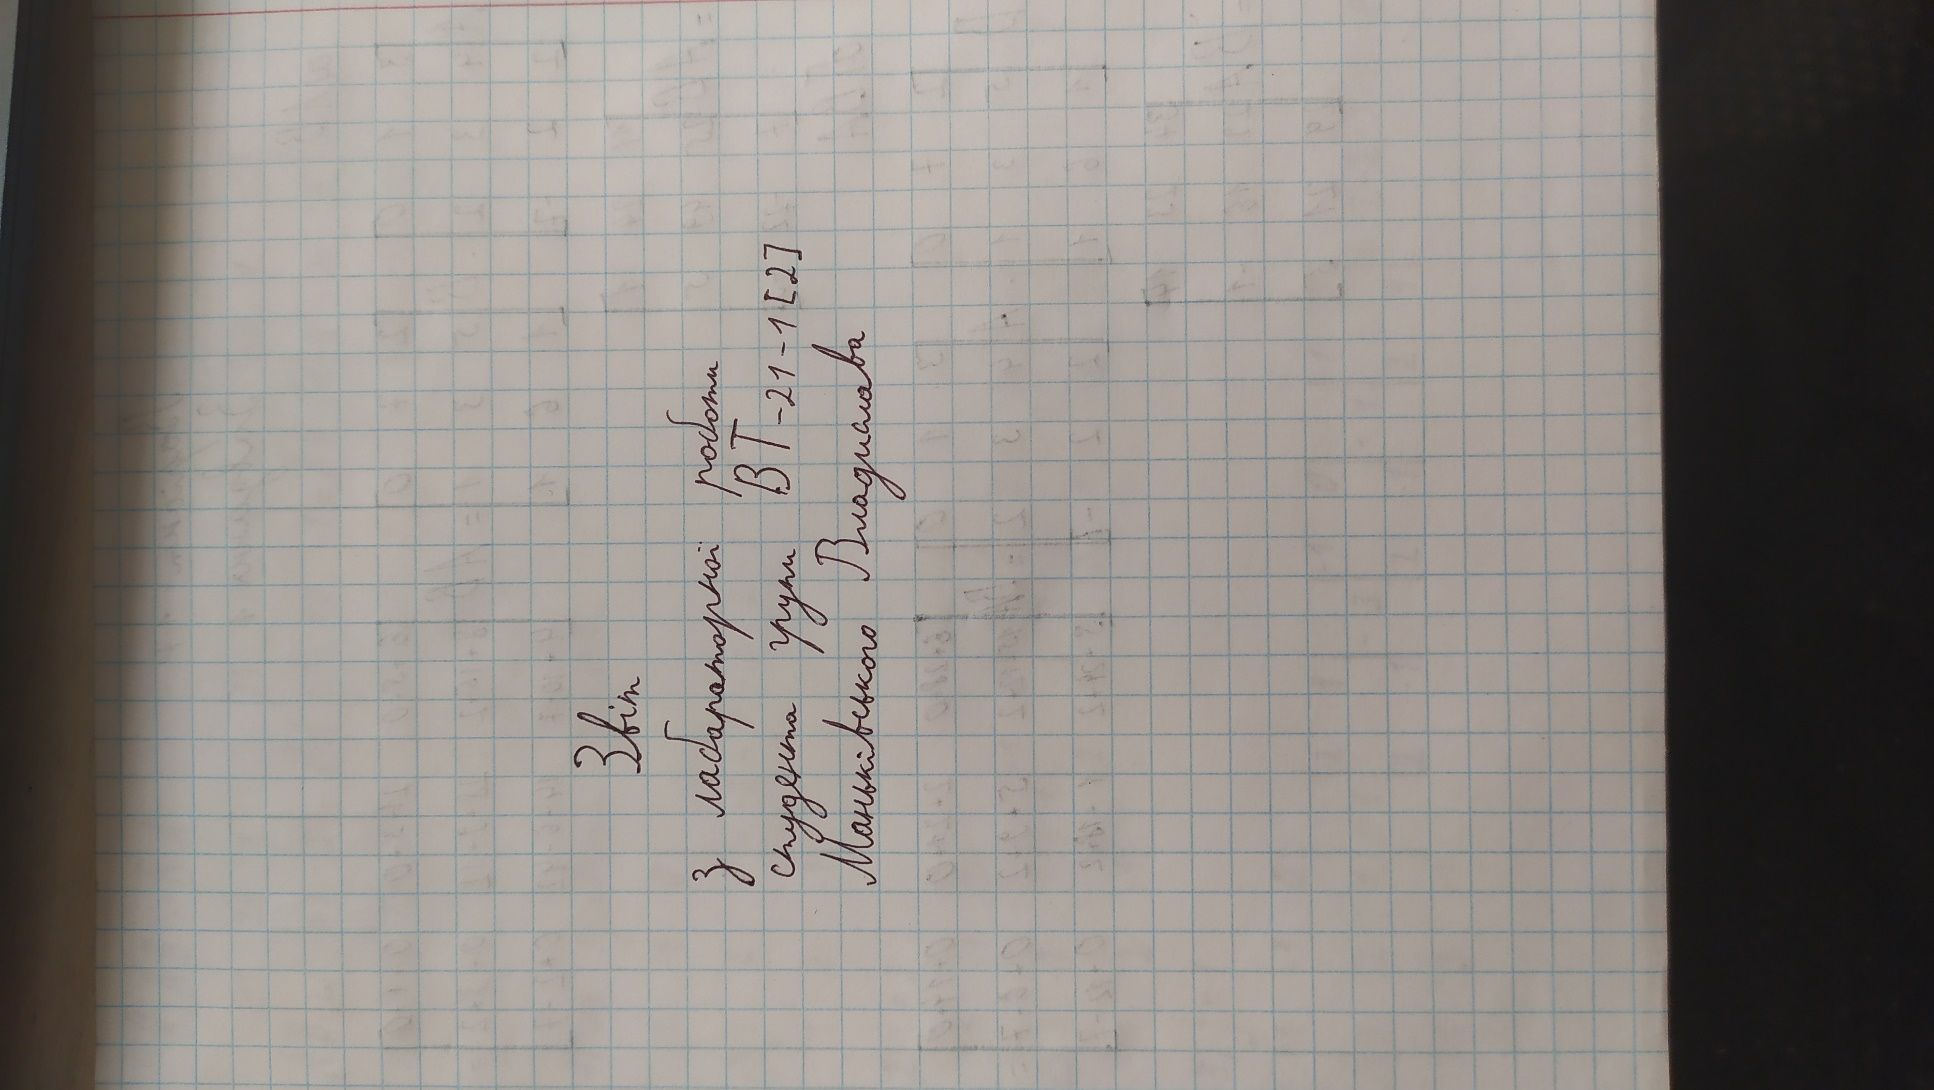 Звіт
з лабараторної роботи
студента групи ВТ-21-1[2]
Маньківського Владислава